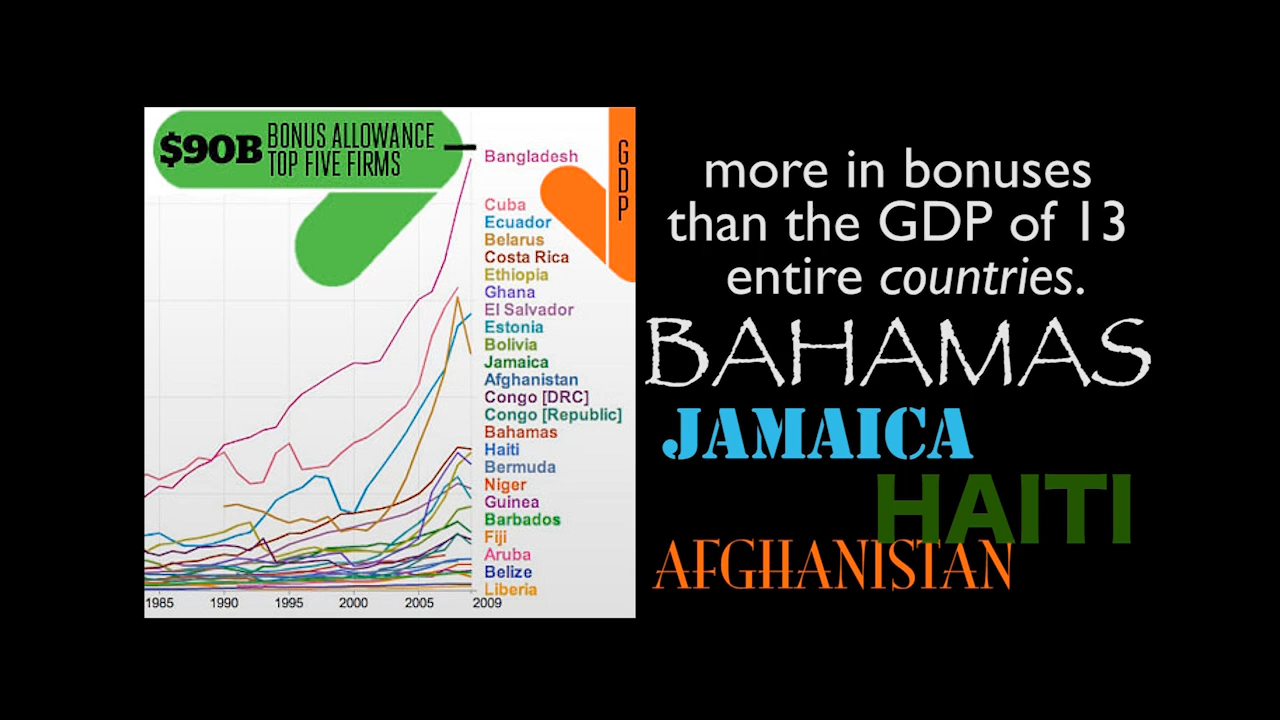 $90B BONUS ALLOWANCE
TOP FIVE FIRMS
GDP
Bangladesh
Cuba
Ecuador
Belarus
Costa Rica
Ethiopia
Ghana
El Salvador
Estonia
Bolivia
Jamaica
Afghanistan
Congo [DRC]
Congo [Republic]
Bahamas
Haiti
Bermuda
Niger
Guinea
Barbados
Fiji
Aruba
Belize
Liberia
1985 1990 1995 2000 2005 2009
more in bonuses
than the GDP of 13
entire countries.
BAHAMAS
JAMAICA
HAITI
AFGHANISTAN